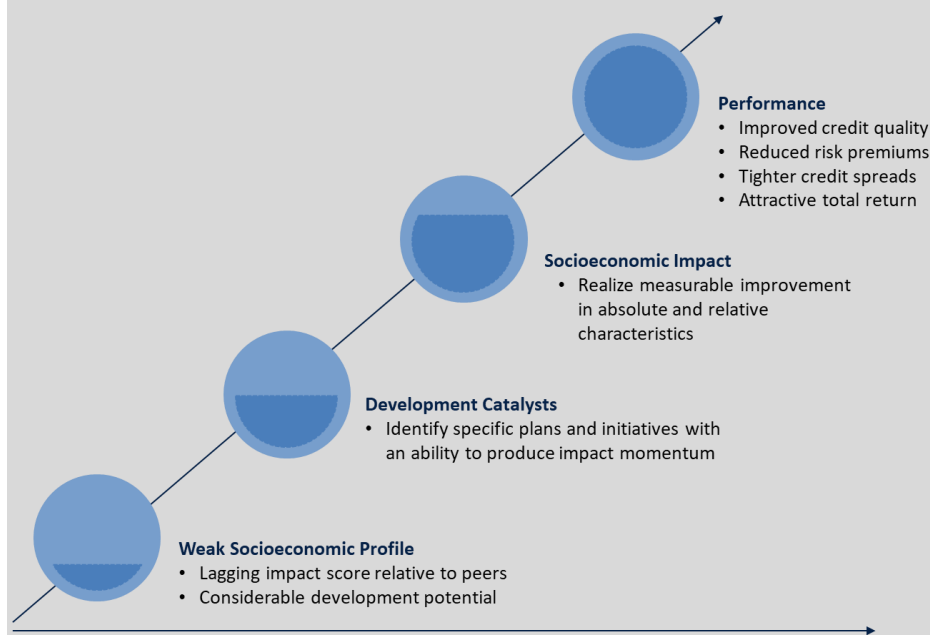 Performance
• Improved credit quality
• Reduced risk premiums
• Tighter credit spreads
• Attractive total return
Socioeconomic Impact
• Realize measurable improvement
in absolute and relative
characteristics
Development Catalysts
• Identify specific plans and initiatives with
an ability to produce impact momentum
Weak Socioeconomic Profile
• Lagging impact score relative to peers
• Considerable development potential